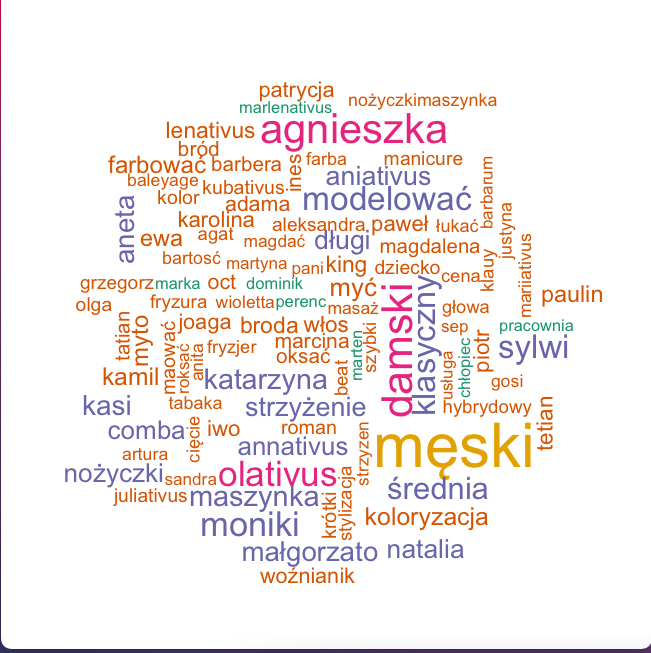 patrycja
marlenativus
nożyczkimaszynka
lenativus
agnieszka
bród
farbować
barbera
ines
farba
manicure
baleyage
kubativus
aniativus
barbarum
kolor
adama
modelować
aneta
karolina
aleksandra
paweł
łukać
justyna
ewa
agat
magdać
długi
magdalena
klauy
mariiativus
bartosć
martyna
pani
king
dziecko
cena
grzegorz
marka
oct
dominik
myć
paulin
olga
fryzura
wioletta
perenc
masaż
damski
klasyczny
głowa
tatian
myto
joaga
broda
włos
szybki
sep
pracownia
maować
roksać
anita
fryzjer
marcina
oksać
marten
usługa
chłopiec
piotr
sylwi
kamil
katarzyna
beat
gosi
kasi
tabaka
strzyżenie
hybrydowy
tetian
comba
cięcie
iwo
roman
męski
artura
annativus
strzyzen
nożyczki
sandra
olativus
średnia
juliativus
maszynka
krótki
stylizacja
moniki
koloryzacja
małgorzato
natalia
woźnianik